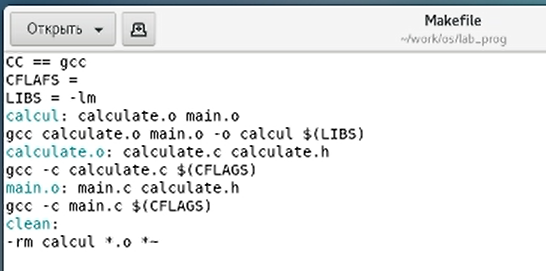 Открыть
Makefile
~/work/os/lab_prog
CC == gcc
CFLAFS =
LIBS = -lm
calcul: calculate.o main.o
gcc calculate.o main.o -o calcul $(LIBS)
calculate.o: calculate.c calculate.h
gcc -c calculate.c $(CFLAGS)
main.o: main.c calculate.h
gcc -c main.c $(CFLAGS)
clean:
-rm calcul *.o *~